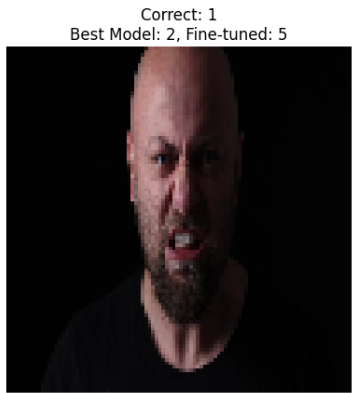 Correct: 1
Best Model: 2, Fine-tuned: 5